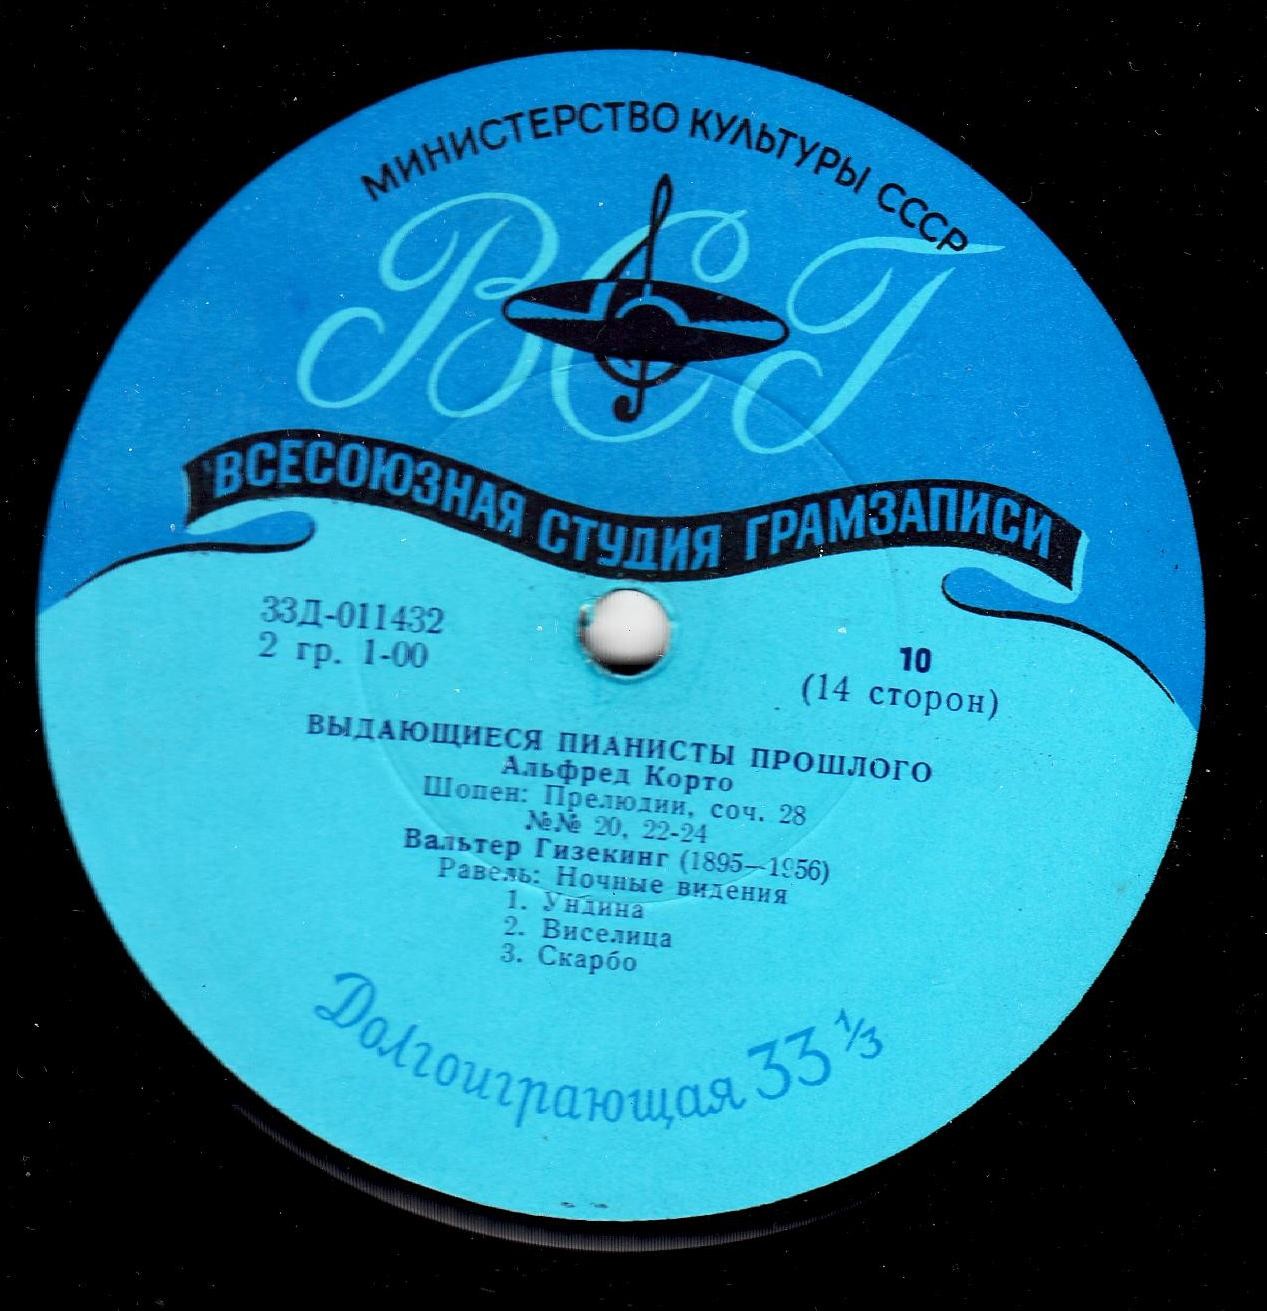 МИНИСТЕРСТВО КУЛЬТУРЫ СССР
ВСГ
ВСЕСОЮЗНАЯ СТУДИЯ ГРАМЗАПИСИ
33Д-011432
2 гр. 1-00
10
(14 сторон)
ВЫДАЮЩИЕСЯ ПИАНИСТЫ ПРОШЛОГО
Альфред Корто
Шопен: Прелюдии, соч. 28
№№ 20, 22-24
Вальтер Гизекинг (1895—1956)
Равель: Ночные видения
1. Ундина
2. Виселица
3. Скарбо
Долгоиграющая 33 1/3